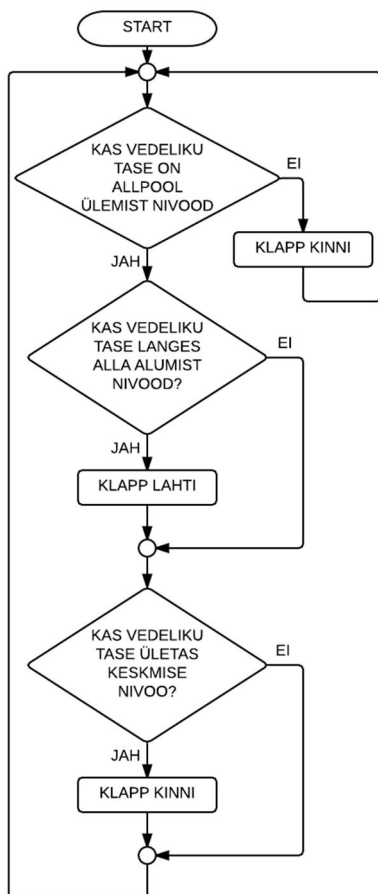 START
KAS VEDELIKU
TASE ON
ALLPOOL
ÜLEMIST NIVOOD
EI
KLAPP KINNI
JAH
KAS VEDELIKU
TASE LANGES
ALLA ALUMIST
NIVOOD?
EI
JAH
KLAPP LAHTI
KAS VEDELIKU
TASE ÜLETAS
KESKMISE
NIVOO?
EI
JAH
KLAPP KINNI